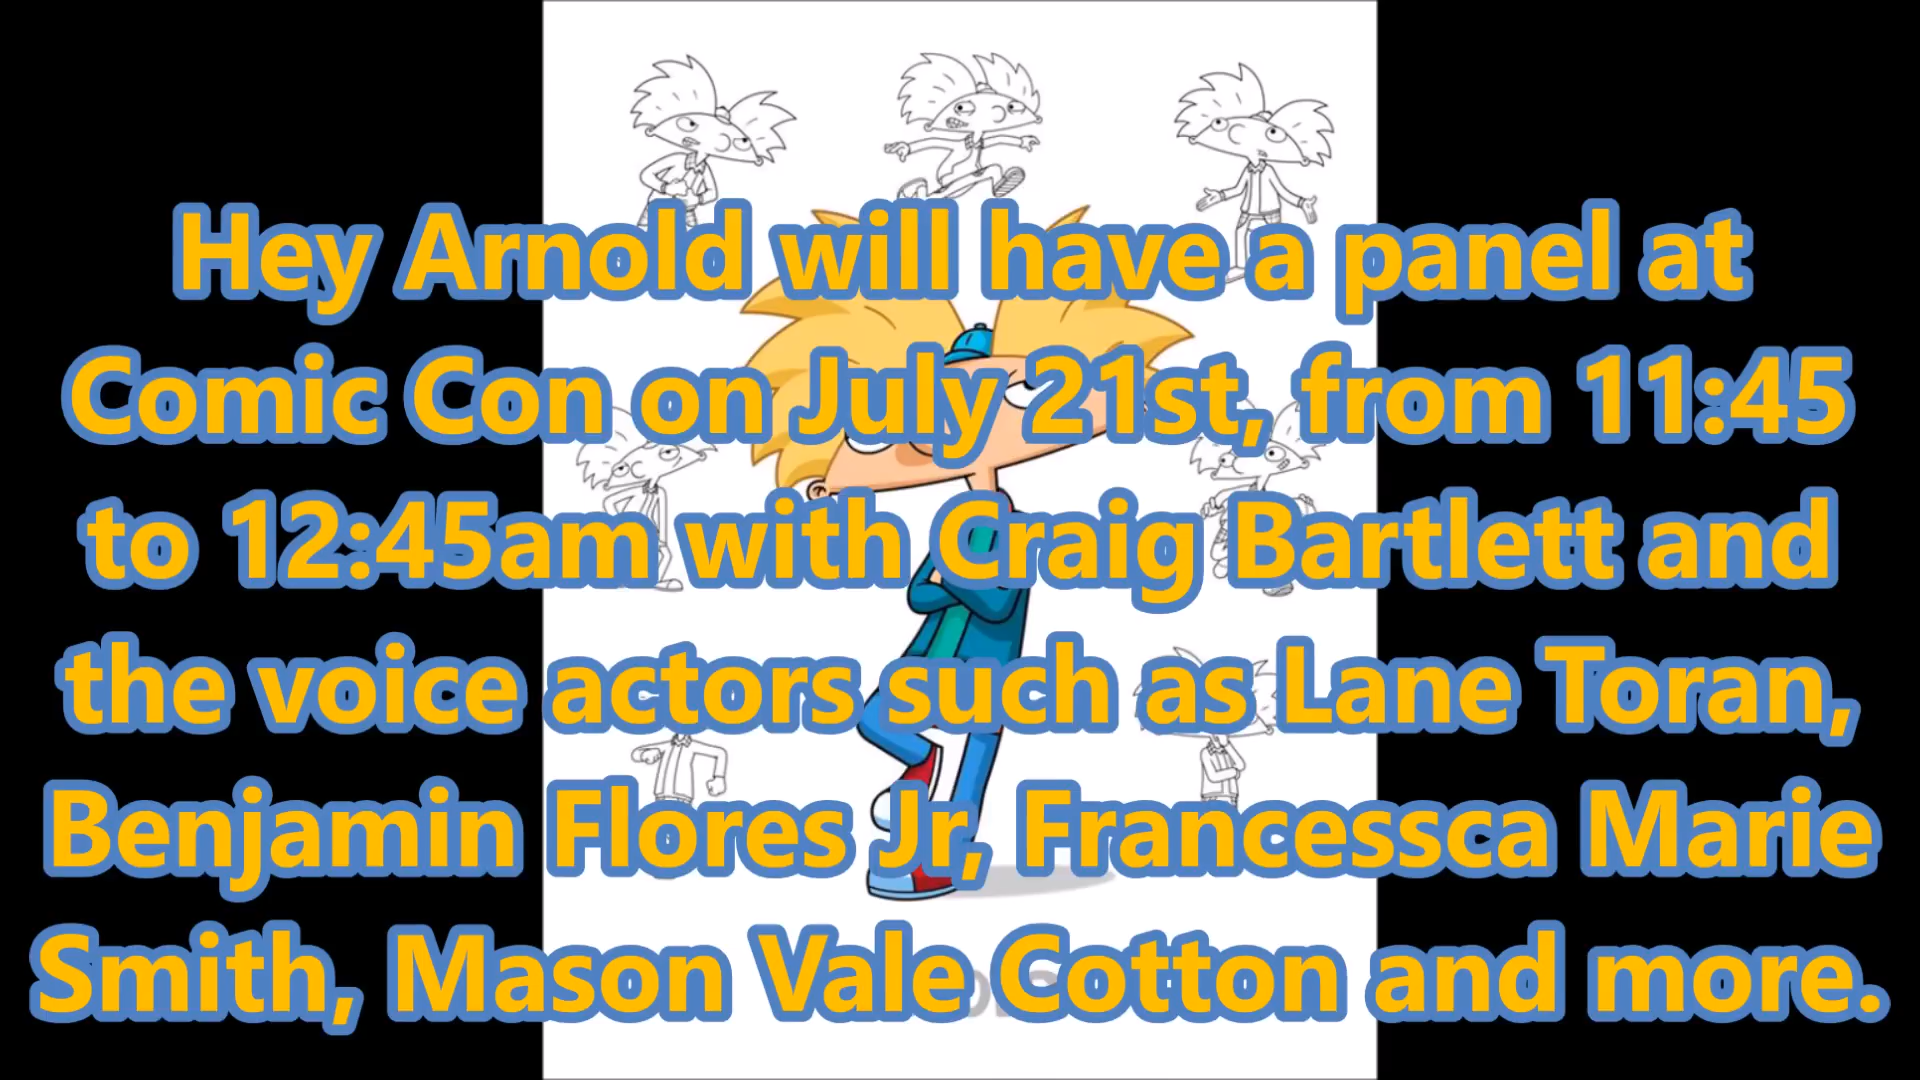 Hey Arnold will have a panel at
Comic Con on July 21st, from 11:45
to 12:45am with Craig Bartlett and
the voice actors such as Lane Toran,
Benjamin Flores Jr, Francessca Marie
Smith, Mason Vale Cotton and more.